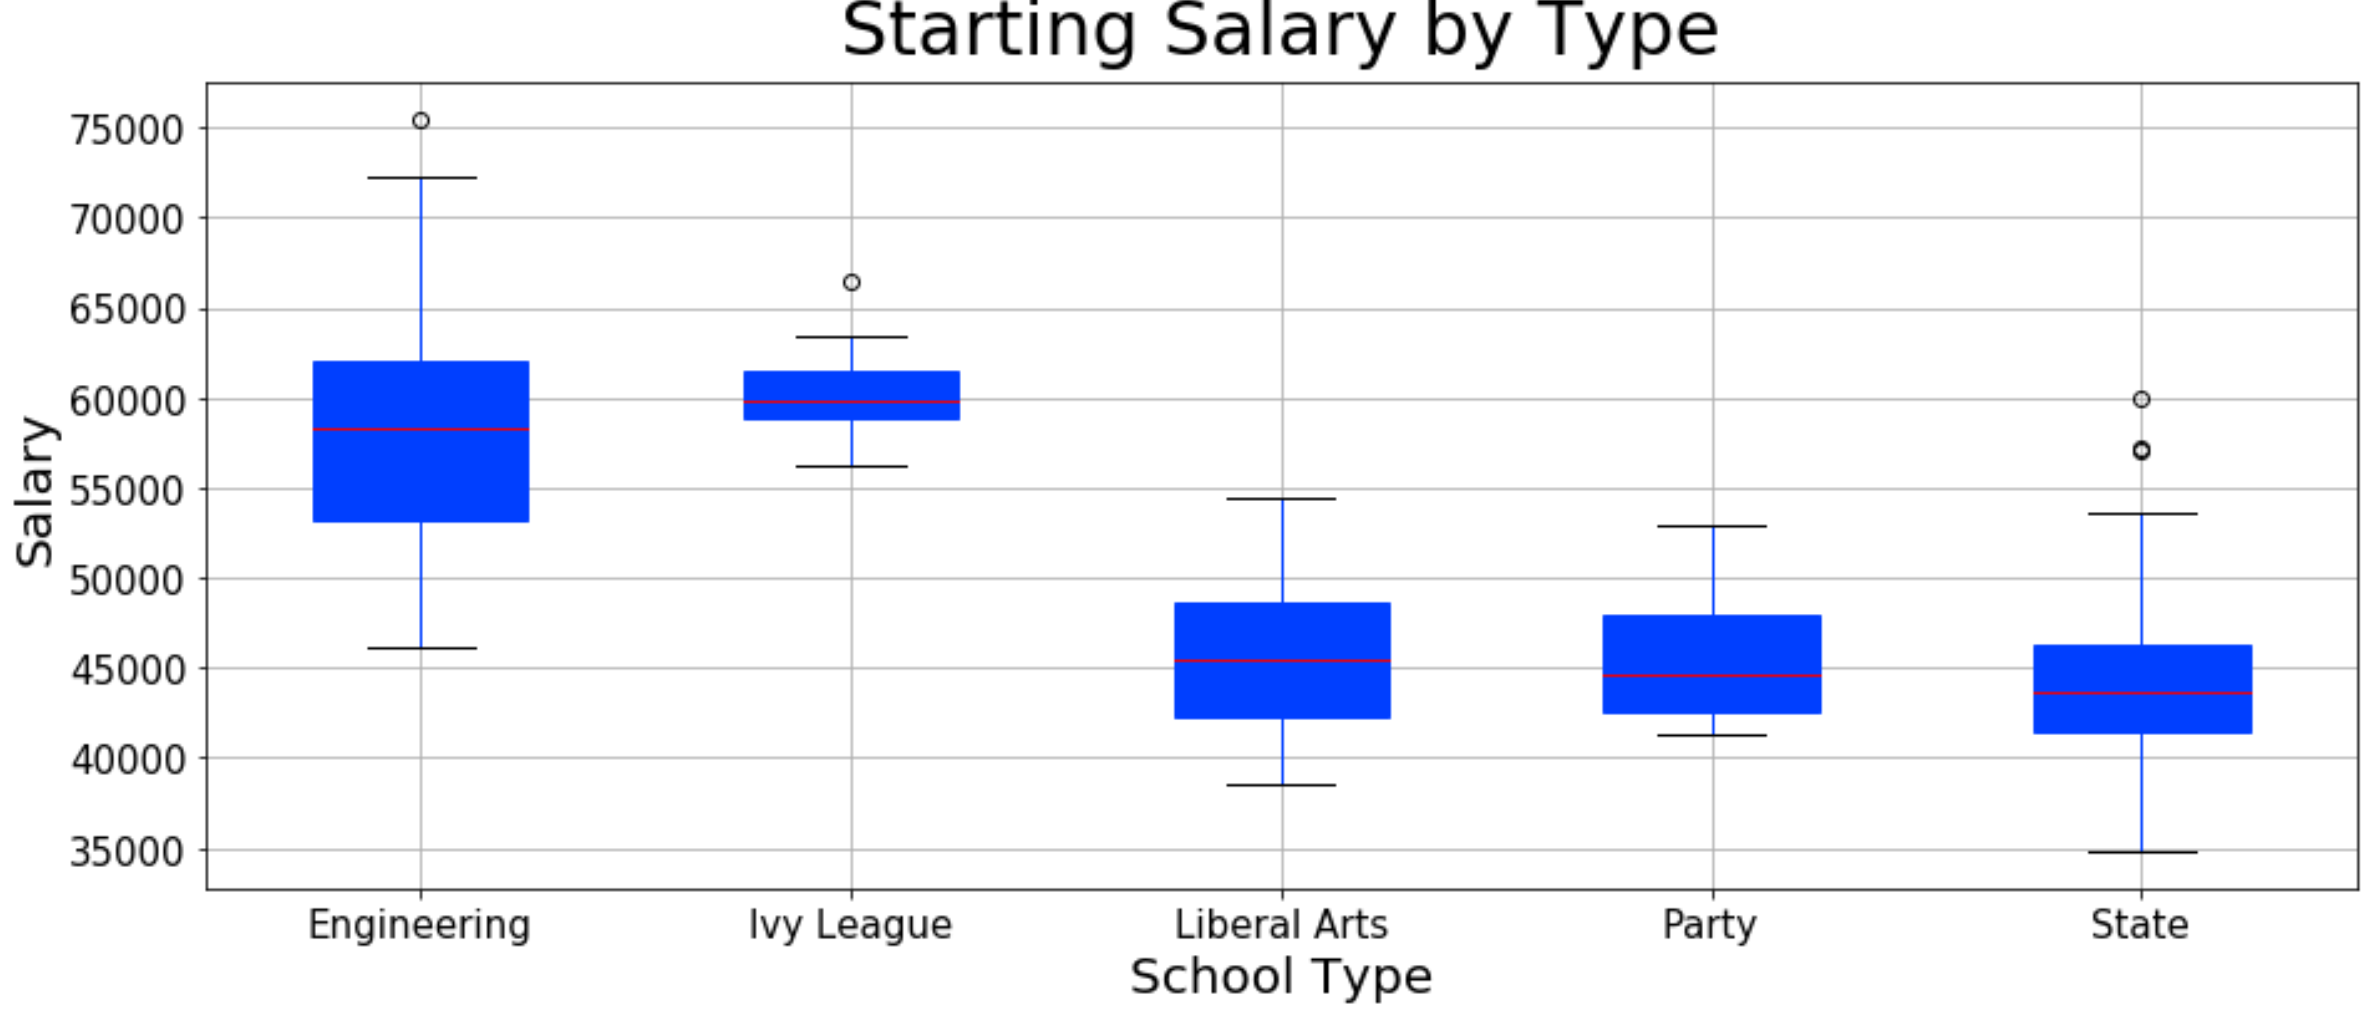 Starting Salary by Type
75000
70000
65000
60000
55000
50000
45000
40000
35000
Salary
Engineering Ivy League Liberal Arts Party State
School Type